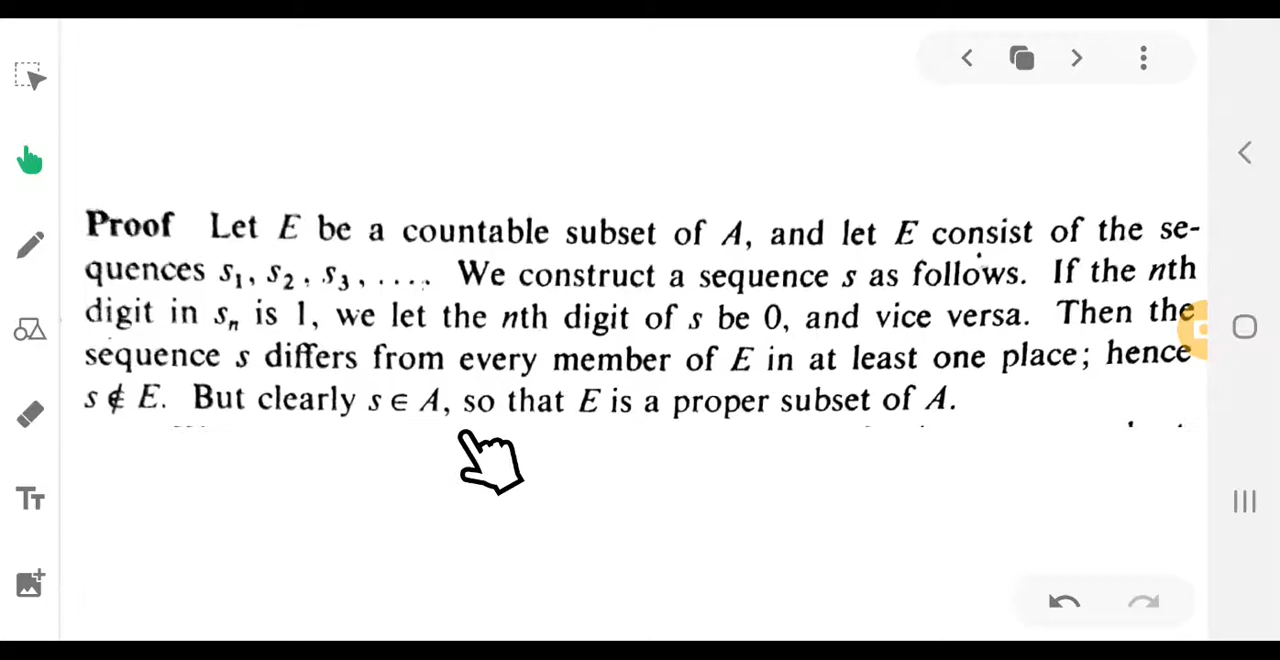 Proof Let E be a countable subset of A, and let E consist of the se-
quences s₁, s₂, s₃, .... We construct a sequence s as follows. If the nth
digit in sₙ is 1, we let the nth digit of s be 0, and vice versa. Then the
sequence s differs from every member of E in at least one place; hence
s ∉ E. But clearly s ∈ A, so that E is a proper subset of A.
TT